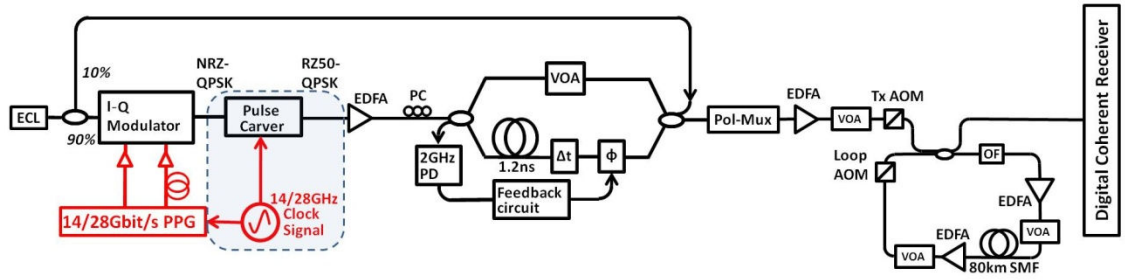 ECL
10%
90%
I-Q
Modulator
NRZ-
QPSK
Pulse
Carver
RZ50-
QPSK
14/28Gbit/s PPG
14/28GHz
Clock
Signal
EDFA
PC
2GHz
PD
VOA
1.2ns
Δt
Φ
Feedback
circuit
Pol-Mux
EDFA
VOA
Tx AOM
Loop
AOM
OF
EDFA
VOA
80km SMF
EDFA
VOA
Digital Coherent Receiver